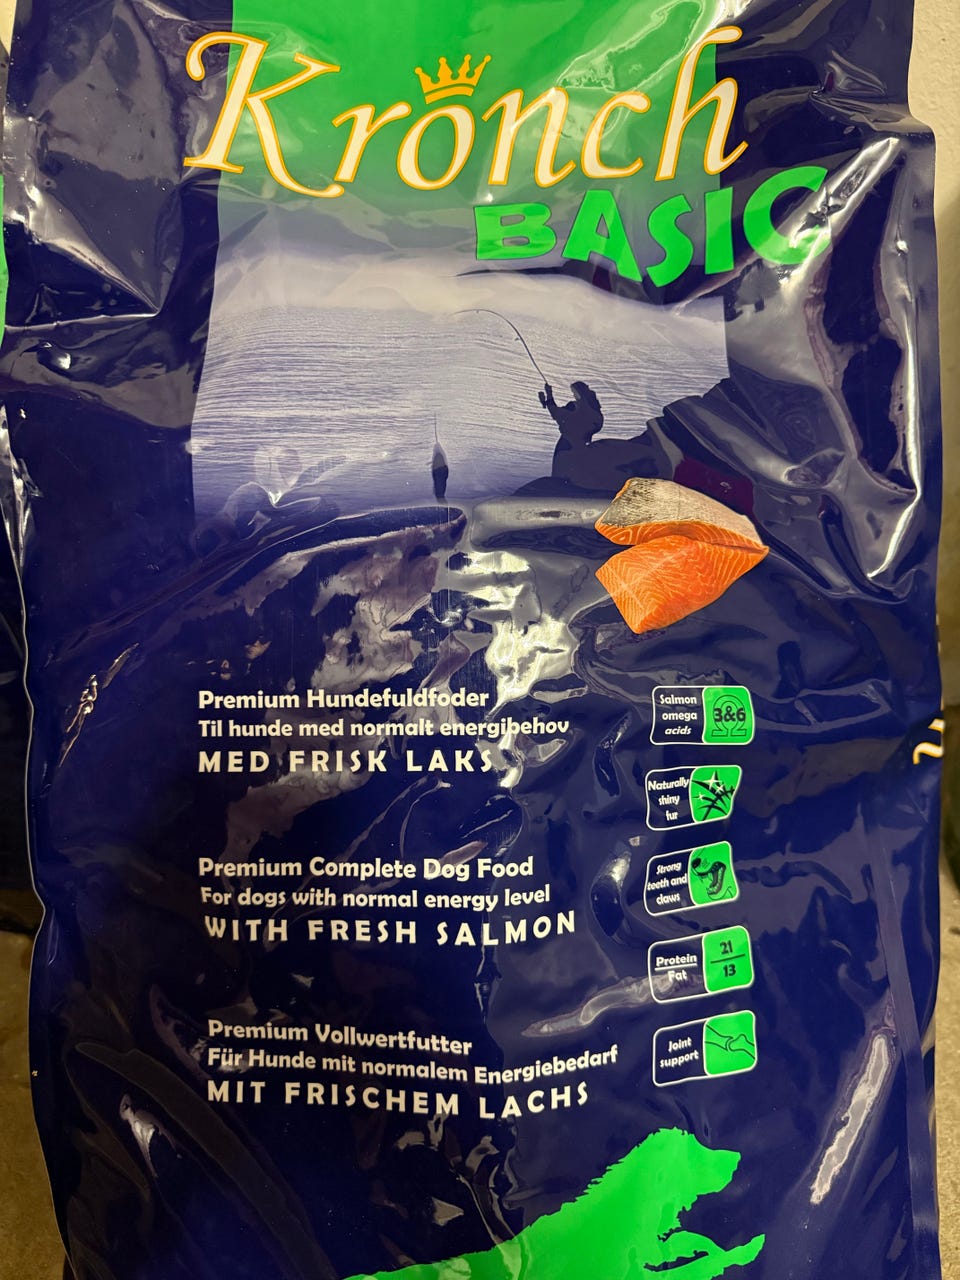 Kronch
BASIC
Premium Hundefuldfoder
Til hunde med normalt energibehov
MED FRISK LAKS
Salmon
omega
acids
3&6
Naturally
shiny
fur
Premium Complete Dog Food
For dogs with normal energy level
WITH FRESH SALMON
Strong
teeth and
claws
Protein
Fat
21
13
Premium Vollwertfutter
Für Hunde mit normalem Energiebedarf
MIT FRISCHEM LACHS
Joint
support